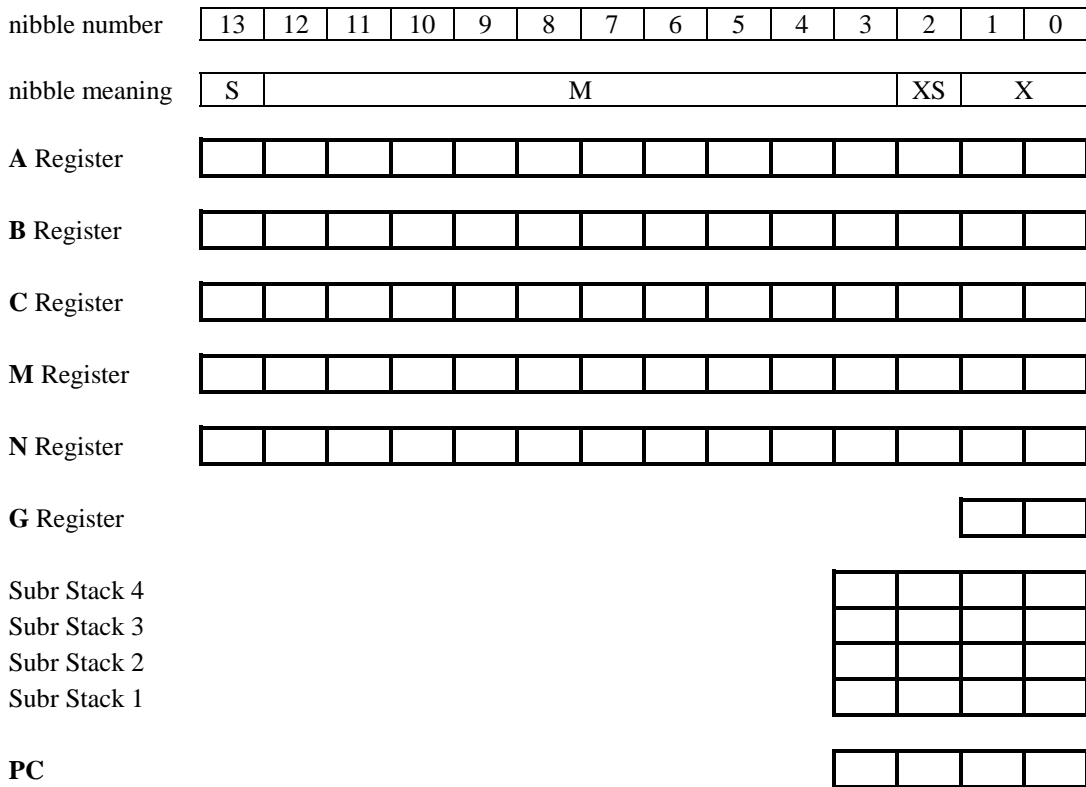 nibble number 13 12 11 10 9 8 7 6 5 4 3 2 1 0
nibble meaning S M XS X
A Register
B Register
C Register
M Register
N Register
G Register
Subr Stack 4
Subr Stack 3
Subr Stack 2
Subr Stack 1
PC